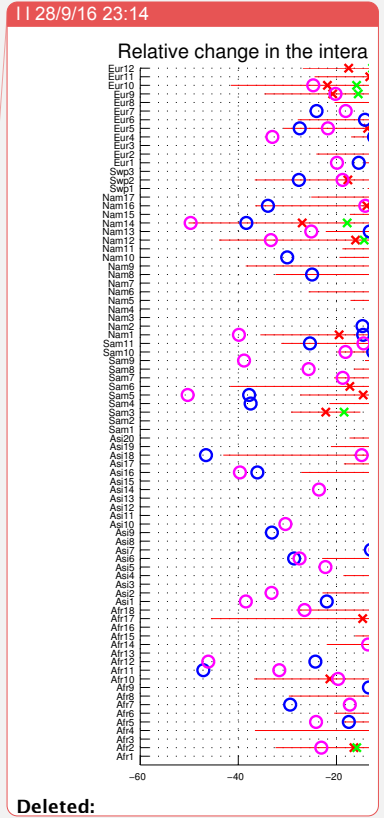 I I 28/9/16 23:14
Relative change in the intera
Eur12
Eur11
Eur10
Eur9
Eur8
Eur7
Eur6
Eur5
Eur4
Eur3
Eur2
Eur1
Swp3
Swp2
Swp1
Nam17
Nam16
Nam15
Nam14
Nam13
Nam12
Nam11
Nam10
Nam9
Nam8
Nam7
Nam6
Nam5
Nam4
Nam3
Nam2
Nam1
Sam11
Sam10
Sam9
Sam8
Sam7
Sam6
Sam5
Sam4
Sam3
Sam2
Sam1
Asi20
Asi19
Asi18
Asi17
Asi16
Asi15
Asi14
Asi13
Asi12
Asi11
Asi10
Asi9
Asi8
Asi7
Asi6
Asi5
Asi4
Asi3
Asi2
Asi1
Afr18
Afr17
Afr16
Afr15
Afr14
Afr13
Afr12
Afr11
Afr10
Afr9
Afr8
Afr7
Afr6
Afr5
Afr4
Afr3
Afr2
Afr1
−60 −40 −20
Deleted: